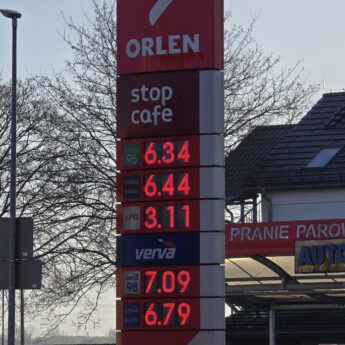 ORLEN
stop
cafe
95 6.34
6.44
LPG 3.11
verva
98 7.09
6.79
PRANIE PAROW
AUTO